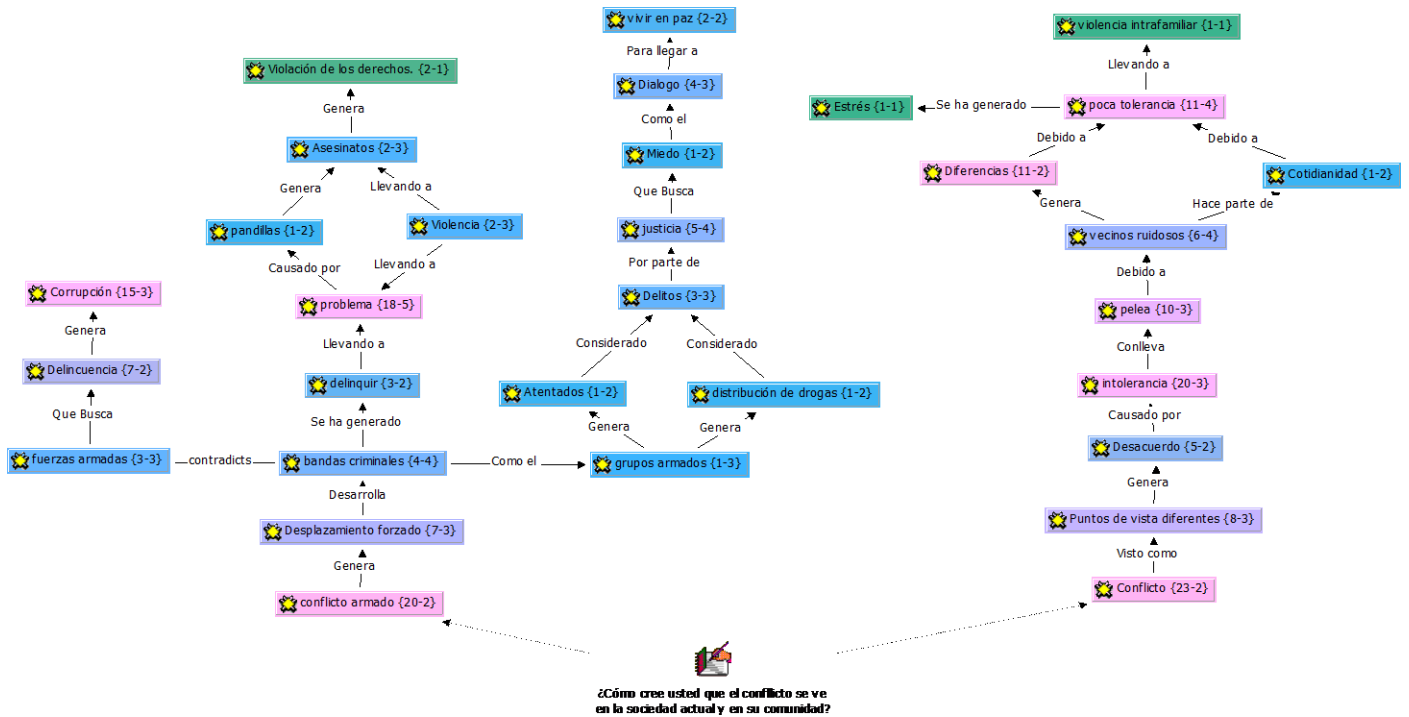 vivir en paz {2-2}
violencia intrafamiliar {1-1}
Para llegar a
Llevando a
Violación de los derechos. {2-1}
Dialogo {4-3}
Estrés {1-1}
Se ha generado
poca tolerancia {11-4}
Genera
Como el
Debido a
Debido a
Asesinatos {2-3}
Miedo {1-2}
Diferencias {11-2}
Cotidianidad {1-2}
Genera
Llevando a
Que Busca
Genera
Hace parte de
pandillas {1-2}
Violencia {2-3}
justicia {5-4}
vecinos ruidosos {6-4}
Causado por
Llevando a
Por parte de
Debido a
Corrupción {15-3}
problema {18-5}
Delitos {3-3}
pelea {10-3}
Genera
Llevando a
Considerado
Considerado
Conlleva
Delincuencia {7-2}
delinquir {3-2}
Atentados {1-2}
distribución de drogas {1-2}
intolerancia {20-3}
Que Busca
Se ha generado
Genera
Genera
Causado por
fuerzas armadas {3-3}
contradicts
bandas criminales {4-4}
Como el
grupos armados {1-3}
Desacuerdo {5-2}
Desarrolla
Genera
Desplazamiento forzado {7-3}
Puntos de vista diferentes {8-3}
Genera
Visto como
conflicto armado {20-2}
Conflicto {23-2}
¿Cómo cree usted que el conflicto se ve
en la sociedad actual y en su comunidad?